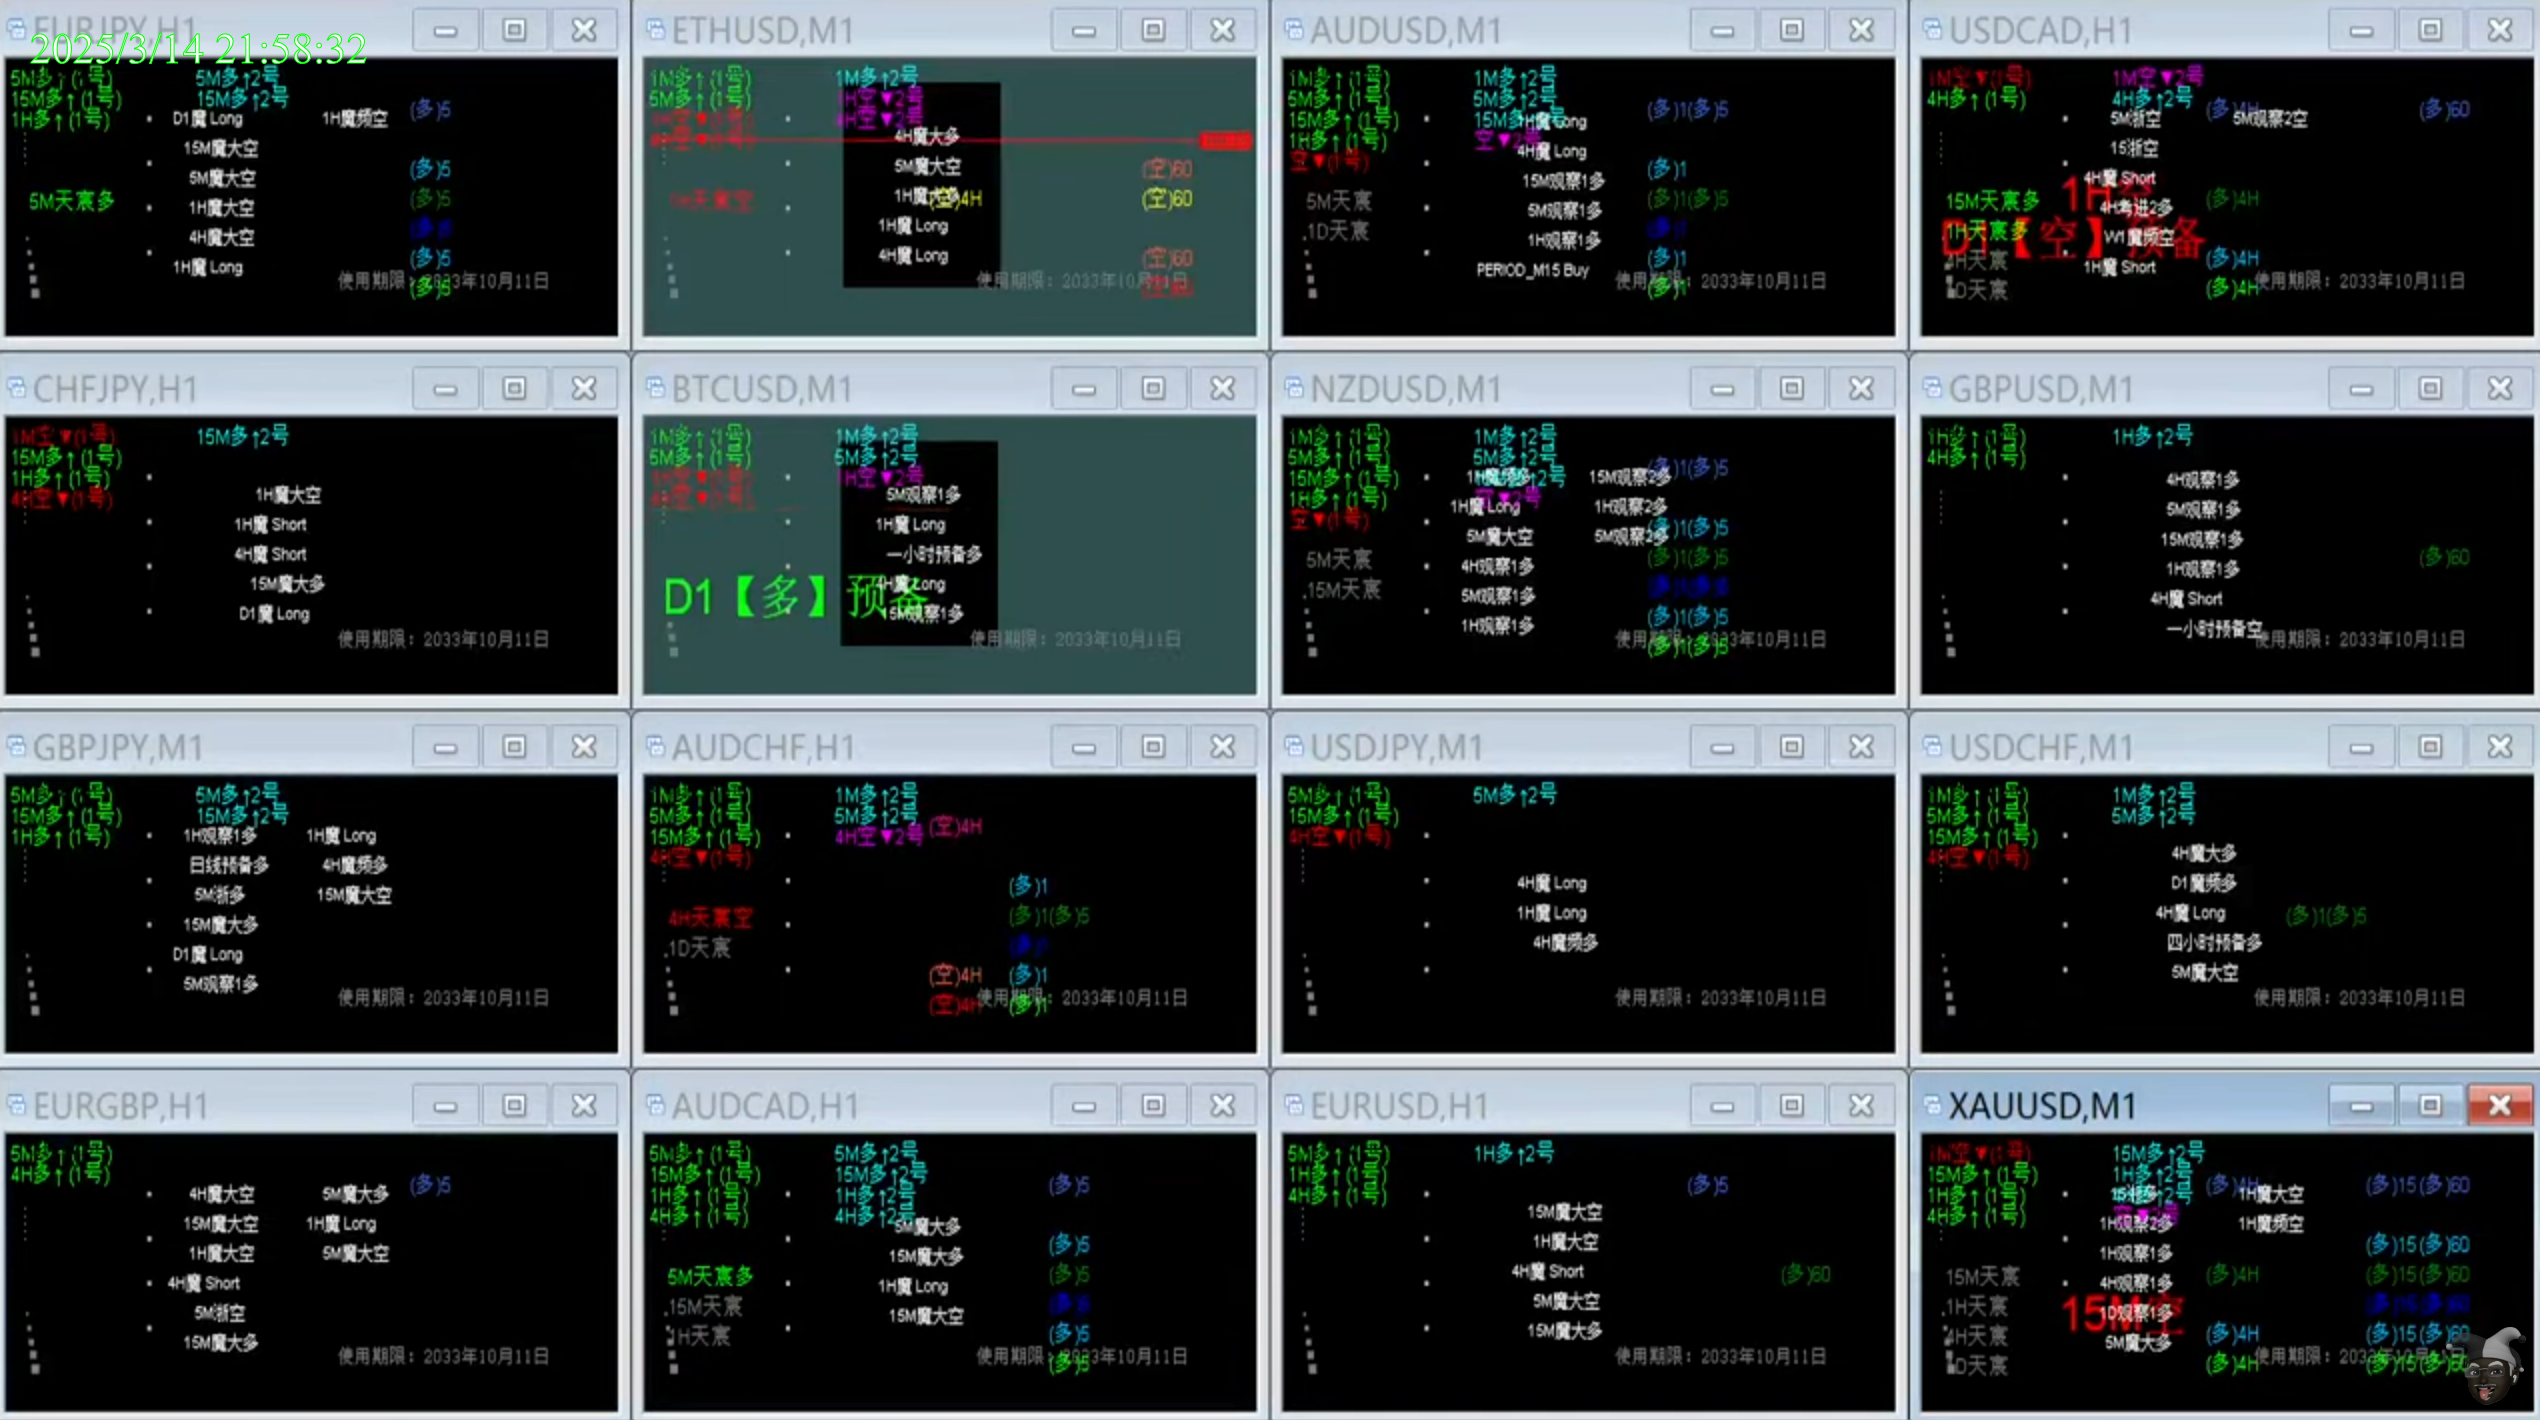 EURJPY,H1
2025/3/14 21:58:32
5M多↑(1号) 5M多↑2号
15M多↑(1号) 15M多↑2号
1H多↑(1号)
D1魔 Long 1H魔频空 (多)5
15M魔大空
5M魔大空 (多)5
5M天宸多 1H魔大空 (多)5
4H魔大空
1H魔 Long (多)5
使用期限：2033年10月11日
(多)5
ETHUSD,M1
1M多↑(1号) 1M多↑2号
5M多↑(1号) 1H空▼2号
1H空▼(1号) 4H空▼2号
4H空▼(1号)
4H魔大多
5M魔大空 (空)60
1H天宸空 1H魔大多 (空)4H (空)60
1H魔 Long
4H魔 Long (空)60
使用期限：2033年10月11日
AUDUSD,M1
1M多↑(1号) 1M多↑2号
5M多↑(1号) 5M多↑2号
15M多↑(1号) 15M多↑2号
1H多↑(1号) 空▼2号
空▼(1号)
(多)1(多)5
4H魔 Long (多)1
15M观察1多
5M天宸 5M观察1多 (多)1(多)5
1D天宸 1H观察1多
PERIOD_M15 Buy (多)1
使用期限：2033年10月11日
(多)1
USDCAD,H1
1M空▼(1号) 1M空▼2号
4H多↑(1号) 4H多↑2号
5M浙空 (多)4H 5M观察2空 (多)60
15浙空
4H魔 Short
1H空
15M天宸多 4H考进2多 (多)4H
1H天宸多 W1魔频空
D1【空】预备
4H天宸 1H魔 Short (多)4H
1D天宸 (多)4H
使用期限：2033年10月11日
CHFJPY,H1
1M空▼(1号) 15M多↑2号
15M多↑(1号)
1H多↑(1号)
4H空▼(1号)
1H魔大空
1H魔 Short
4H魔 Short
15M魔大多
D1魔 Long
使用期限：2033年10月11日
BTCUSD,M1
1M多↑(1号) 1M多↑2号
5M多↑(1号) 5M多↑2号
1H空▼(1号) 1H空▼2号
4H空▼(1号)
5M观察1多
1H魔 Long
一小时预备多
4H魔 Long
D1【多】预备
15M观察1多
使用期限：2033年10月11日
NZDUSD,M1
1M多↑(1号) 1M多↑2号
5M多↑(1号) 5M多↑2号
15M多↑(1号) 15M多↑2号
1H多↑(1号) 空▼2号
空▼(1号)
1H魔频多 15M观察2多 (多)1(多)5
1H魔 Long 1H观察2多
5M魔大空 5M观察2多 (多)5
5M天宸 4H观察1多 (多)1(多)5
15M天宸 5M观察1多
1H观察1多 (多)1(多)5
使用期限：2033年10月11日
(多)1(多)5
GBPUSD,M1
1H多↑(1号) 1H多↑2号
4H多↑(1号)
4H观察1多
5M观察1多
15M观察1多
1H观察1多 (多)60
4H魔 Short
一小时预备空
使用期限：2033年10月11日
GBPJPY,M1
5M多↑(1号) 5M多↑2号
15M多↑(1号) 15M多↑2号
1H多↑(1号)
1H观察1多 1H魔 Long
日线预备多 4H魔频多
5M浙多 15M魔大空
15M魔大多
D1魔 Long
5M观察1多
使用期限：2033年10月11日
AUDCHF,H1
1M多↑(1号) 1M多↑2号
5M多↑(1号) 5M多↑2号
15M多↑(1号) 4H空▼2号 (空)4H
4H空▼(1号)
(多)1
4H天宸空 (多)1(多)5
1D天宸
(空)4H (多)1
(空)4H (多)1
使用期限：2033年10月11日
USDJPY,M1
5M多↑(1号) 5M多↑2号
15M多↑(1号)
4H空▼(1号)
4H魔 Long
1H魔 Long
4H魔频多
使用期限：2033年10月11日
USDCHF,M1
1M多↑(1号) 1M多↑2号
5M多↑(1号) 5M多↑2号
15M多↑(1号)
4H空▼(1号)
4H魔大多
D1魔频多
4H魔 Long (多)1(多)5
四小时预备多
5M魔大空
使用期限：2033年10月11日
EURGBP,H1
5M多↑(1号)
4H多↑(1号)
4H魔大空 5M魔大多 (多)5
15M魔大空 1H魔 Long
1H魔大空 5M魔大空
4H魔 Short
5M浙空
15M魔大多
使用期限：2033年10月11日
AUDCAD,H1
5M多↑(1号) 5M多↑2号
15M多↑(1号) 15M多↑2号
1H多↑(1号) 1H多↑2号
4H多↑(1号) 4H多↑2号
(多)5
5M魔大多
15M魔大多 (多)5
5M天宸多 1H魔 Long (多)5
15M天宸 15M魔大空
1H天宸 (多)5
使用期限：2033年10月11日
(多)5
EURUSD,H1
5M多↑(1号) 1H多↑2号
1H多↑(1号)
4H多↑(1号)
(多)5
15M魔大空
1H魔大空
4H魔 Short (多)60
5M魔大空
15M魔大多
使用期限：2033年10月11日
XAUUSD,M1
1M空▼(1号) 15M多↑2号
15M多↑(1号) 1H多↑2号
1H多↑(1号) (多)4H 1H魔大空 (多)15(多)60
4H多↑(1号)
1H观察2多 1H魔频空
1H观察1多 (多)15(多)60
15M天宸 4H观察1多 (多)4H (多)15(多)60
1H天宸 1D观察1多
15M空
4H天宸 5M魔大多 (多)4H (多)15(多)60
1D天宸 (多)4H